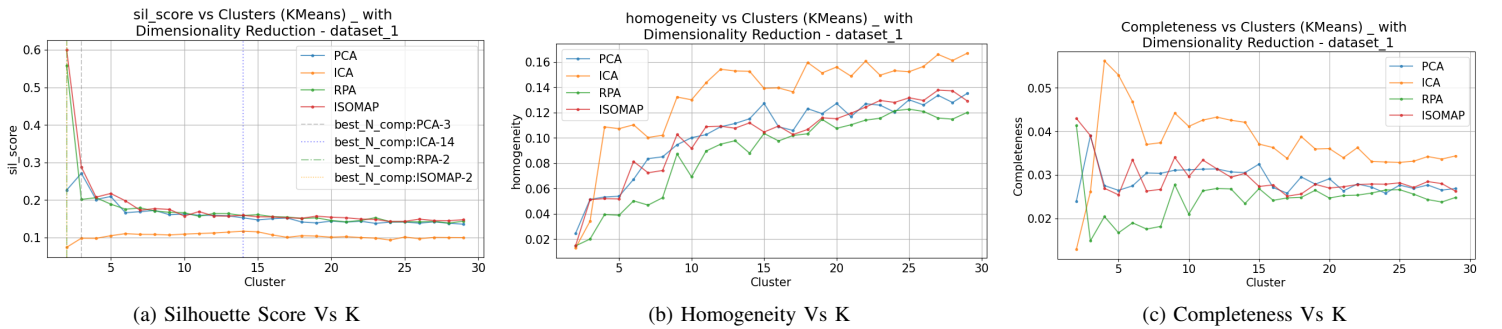 sil_score vs Clusters (KMeans) _ with
Dimensionality Reduction - dataset_1
sil_score
0.6
0.5
0.4
0.3
0.2
0.1
5
10
15
20
25
30
Cluster
PCA
ICA
RPA
ISOMAP
best_N_comp:PCA-3
best_N_comp:ICA-14
best_N_comp:RPA-2
best_N_comp:ISOMAP-2
(a) Silhouette Score Vs K
homogeneity vs Clusters (KMeans) _ with
Dimensionality Reduction - dataset_1
homogeneity
0.16
0.14
0.12
0.10
0.08
0.06
0.04
0.02
5
10
15
20
25
30
Cluster
PCA
ICA
RPA
ISOMAP
(b) Homogeneity Vs K
Completeness vs Clusters (KMeans) _ with
Dimensionality Reduction - dataset_1
Completeness
0.05
0.04
0.03
0.02
5
10
15
20
25
30
Cluster
PCA
ICA
RPA
ISOMAP
(c) Completeness Vs K